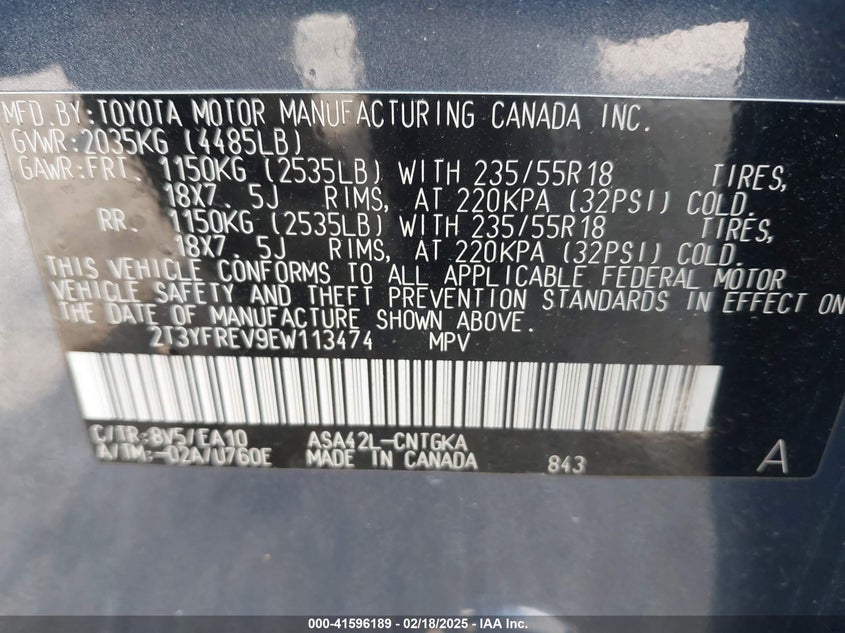 MFD.BY:TOYOTA MOTOR MANUFACTURING CANADA INC.
GVWR:2035KG (4485LB)
GAWR:FRT. 1150KG (2535LB) WITH 235/55R18 TIRES,
18X7.5J RIMS, AT 220KPA (32PSI) COLD.
RR. 1150KG (2535LB) WITH 235/55R18 TIRES,
18X7.5J RIMS, AT 220KPA (32PSI) COLD.
THIS VEHICLE CONFORMS TO ALL APPLICABLE FEDERAL MOTOR
VEHICLE SAFETY AND THEFT PREVENTION STANDARDS IN EFFECT ON
THE DATE OF MANUFACTURE SHOWN ABOVE.
2T3YFREV9EW113474 MPV
C/TR:8V5/EA10 ASA42L-CNTGKA
A/TM:-02A/U760E MADE IN CANADA 843 A
000-41596189 - 02/18/2025 - IAA Inc.